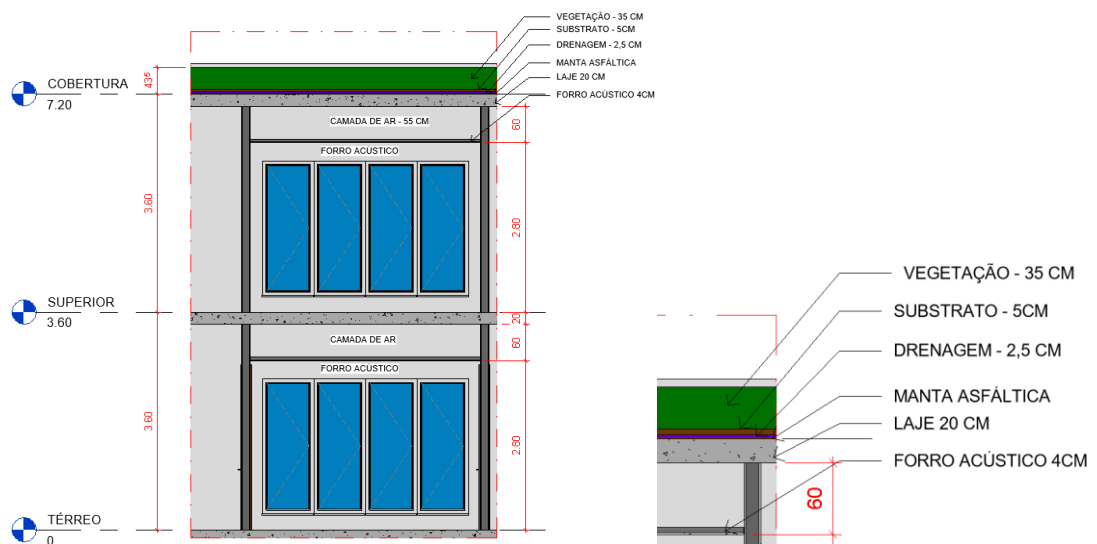 VEGETAÇÃO - 35 CM
SUBSTRATO - 5CM
DRENAGEM - 2,5 CM
MANTA ASFÁLTICA
LAJE 20 CM
FORRO ACÚSTICO 4CM
COBERTURA
7.20
43⁵
CAMADA DE AR - 55 CM
60
FORRO ACÚSTICO
3.60
2.80
SUPERIOR
3.60
20
CAMADA DE AR
60
FORRO ACÚSTICO
3.60
2.80
TÉRREO
0
VEGETAÇÃO - 35 CM
SUBSTRATO - 5CM
DRENAGEM - 2,5 CM
MANTA ASFÁLTICA
LAJE 20 CM
FORRO ACÚSTICO 4CM
60